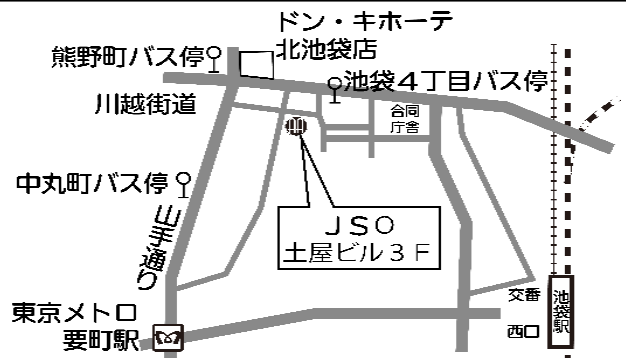 ドン・キホーテ
北池袋店
熊野町バス停
池袋４丁目バス停
川越街道
合同
庁舎
中丸町バス停
山手通り
ＪＳＯ
土屋ビル３Ｆ
東京メトロ
要町駅
交番
西口
池袋駅